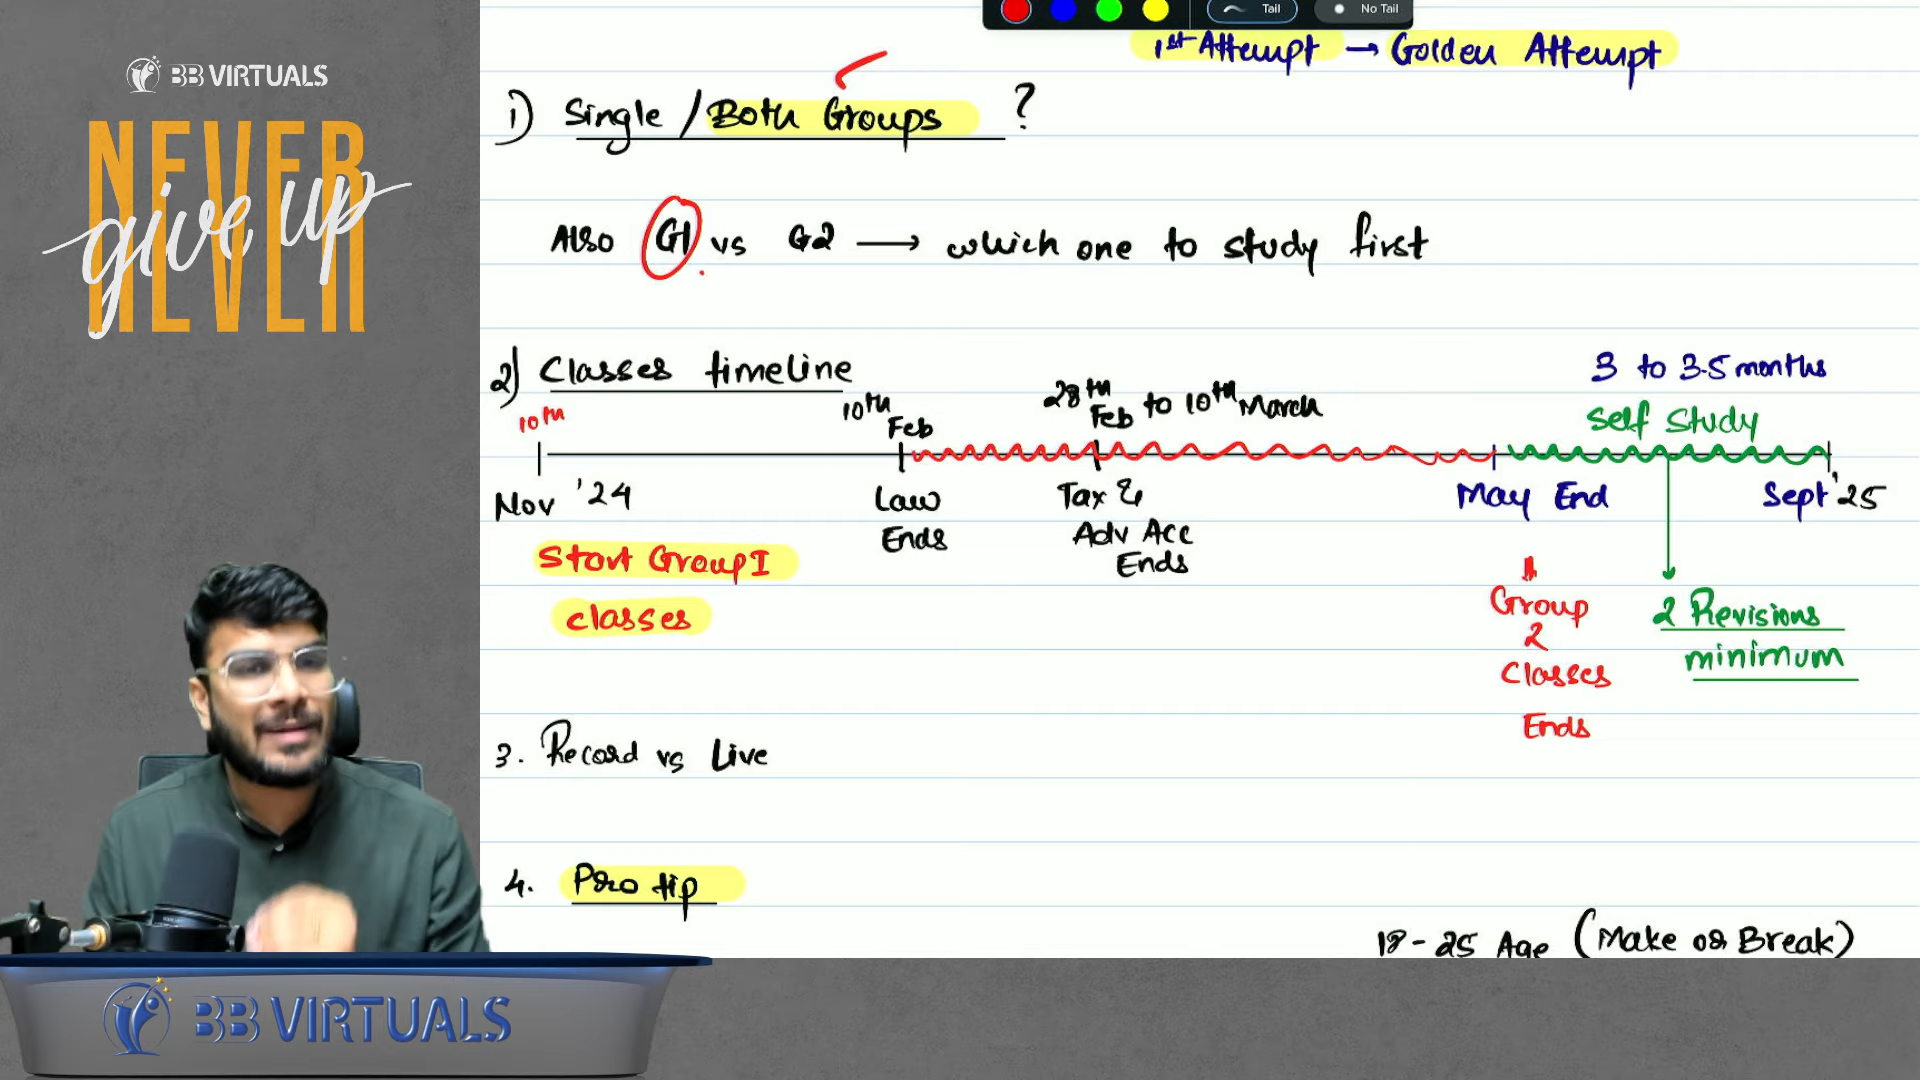 Tail
No Tail
BB VIRTUALS
NEVER
give up
NEVER
1st Attempt → Golden Attempt
1) Single / Both Groups ?
Also G1 vs G2 → which one to study first
2) Classes timeline
3 to 3.5 months
Self Study
10th
10th Feb
28th Feb to 10th March
Nov '24
Law Ends
Tax & Adv Acc Ends
May End
Sept '25
Start Group I
classes
Group
2
Classes
Ends
2 Revisions
minimum
3. Record vs Live
4. Pro tip
18-25 Age (Make or Break)
BB VIRTUALS